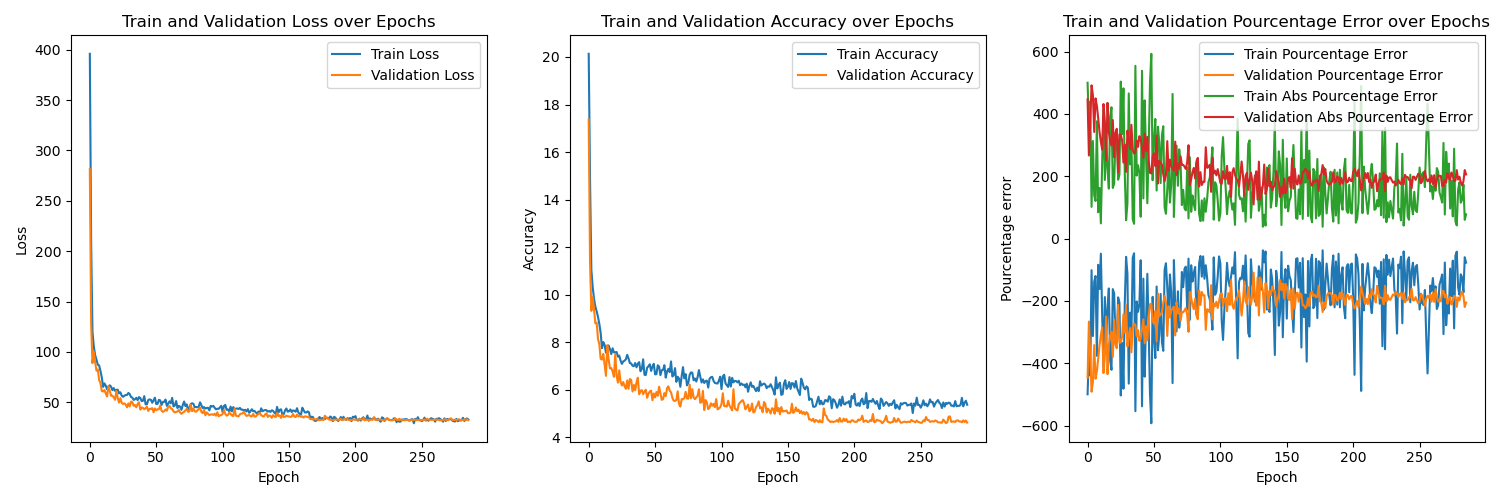 Train and Validation Loss over Epochs
400
350
300
250
200
150
100
50
Loss
0
50
100
150
200
250
Epoch
Train Loss
Validation Loss
Train and Validation Accuracy over Epochs
20
18
16
14
12
10
8
6
4
Accuracy
0
50
100
150
200
250
Epoch
Train Accuracy
Validation Accuracy
Train and Validation Pourcentage Error over Epochs
600
400
200
0
−200
−400
−600
Pourcentage error
0
50
100
150
200
250
Epoch
Train Pourcentage Error
Validation Pourcentage Error
Train Abs Pourcentage Error
Validation Abs Pourcentage Error